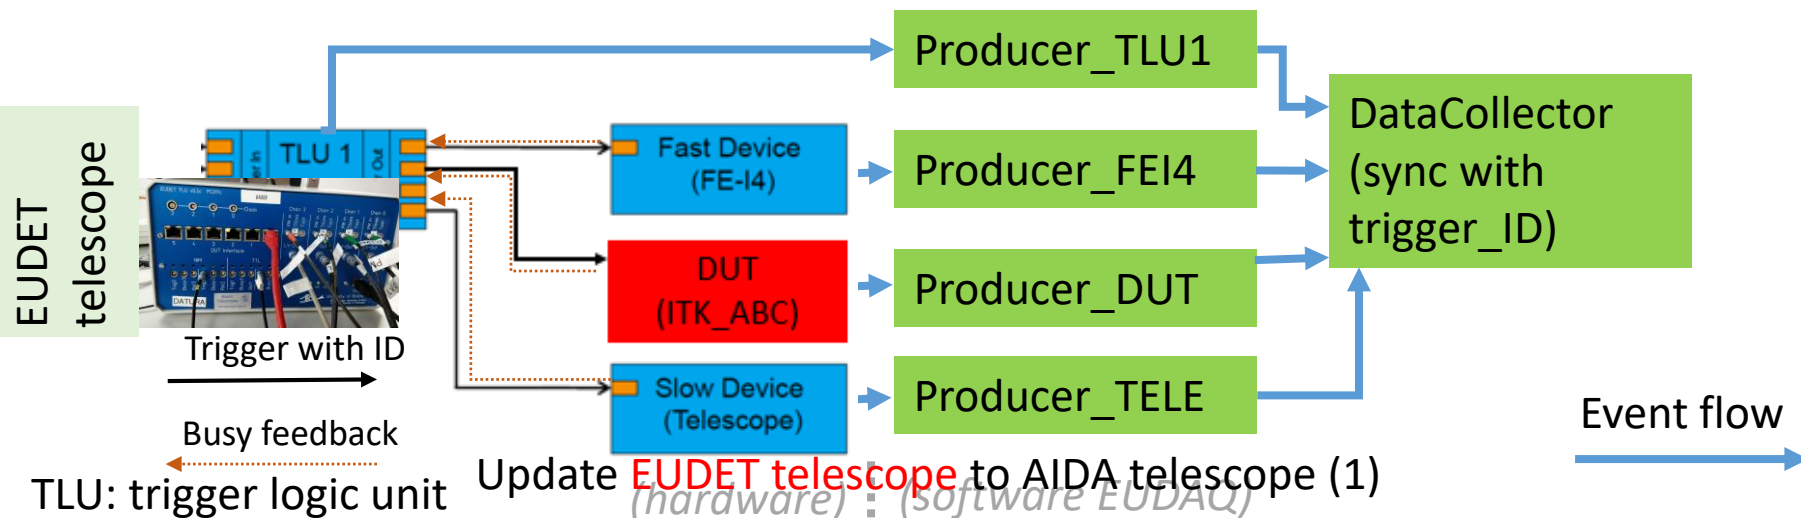 EUDET
telescope
TLU 1
Out
Trigger with ID
Busy feedback
TLU: trigger logic unit
Fast Device
(FE-I4)
DUT
(ITK_ABC)
Slow Device
(Telescope)
Producer_TLU1
Producer_FEI4
Producer_DUT
Producer_TELE
DataCollector
(sync with
trigger_ID)
Event flow
Update EUDET telescope to AIDA telescope (1)
(hardware)
(software EUDAQ)
DATURA